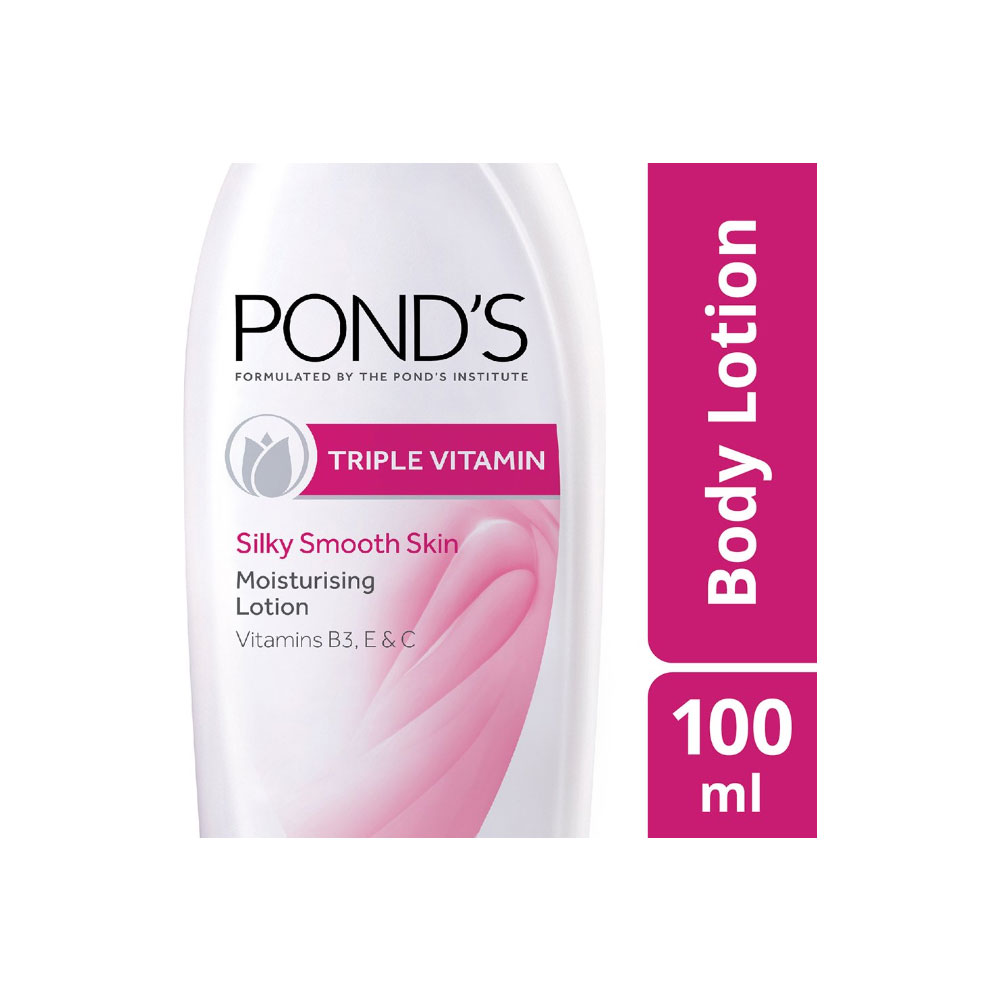 POND'S
FORMULATED BY THE POND'S INSTITUTE
TRIPLE VITAMIN
Silky Smooth Skin
Moisturising
Lotion
Vitamins B3, E & C
Body Lotion
100
ml